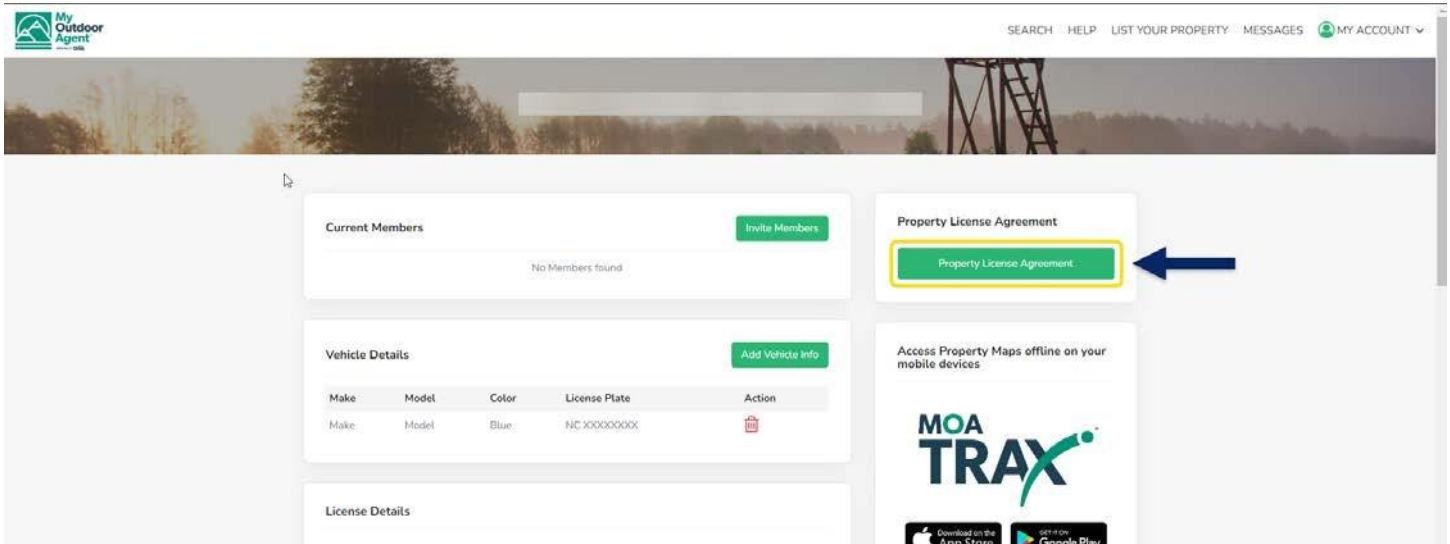 My
Outdoor
Agent
SEARCH HELP LIST YOUR PROPERTY MESSAGES MY ACCOUNT
Current Members
Invite Members
No Members found
Property License Agreement
Property License Agreement
Vehicle Details
Add Vehicle Info
Make Model Color License Plate Action
Make Model Blue NC XXXXXXXX
Access Property Maps offline on your
mobile devices
MOA
TRAX
License Details
Download on the
App Store
GET IT ON
Google Play